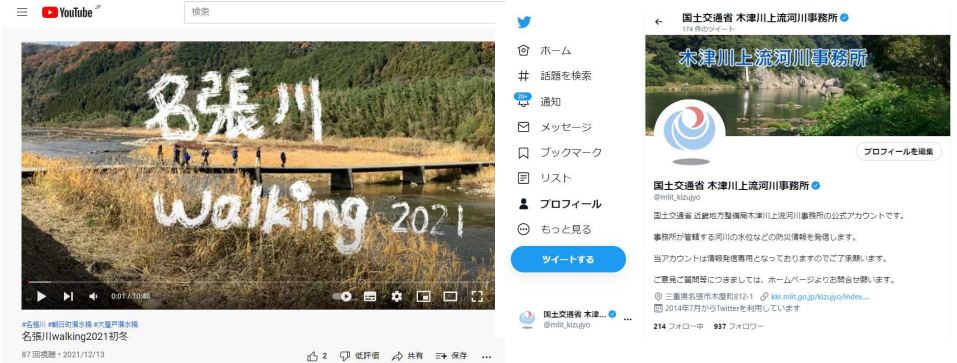 YouTube JP
検索
名張川
walking 2021
0:01 / 10:48
#名張川 #朝日町潜水橋 #大屋戸潜水橋
名張川walking2021初冬
87 回視聴・2021/12/13
2 低評価 共有 保存 …
ホーム
話題を検索
20+
通知
メッセージ
ブックマーク
リスト
プロフィール
もっと見る
ツイートする
国土交通省 木津... …
@mlit_kizujyo
国土交通省 木津川上流河川事務所
174 件のツイート
木津川上流河川事務所
プロフィールを編集
国土交通省 木津川上流河川事務所
@mlit_kizujyo
国土交通省 近畿地方整備局木津川上流河川事務所の公式アカウントです。
事務所が管轄する河川の水位などの防災情報を発信します。
当アカウントは情報発信専用となっておりますのでご了承願います。
ご意見ご質問等につきましては、ホームページよりお問合せ願います。
三重県名張市木屋町812-1 kkr.mlit.go.jp/kizujyo/index....
2014年7月からTwitterを利用しています
214 フォロー中 937 フォロワー